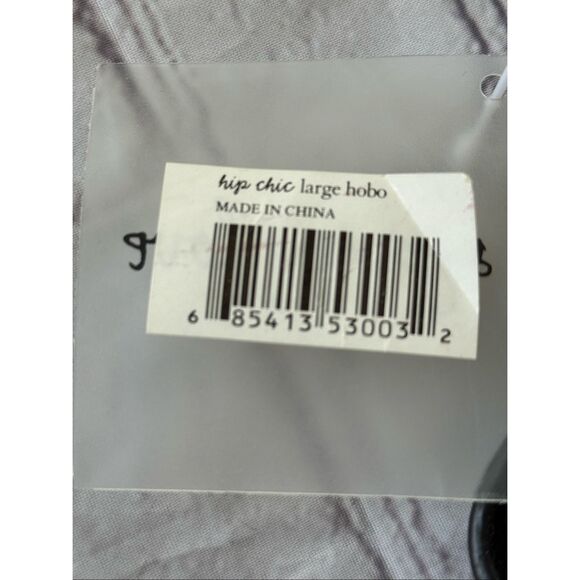 hip chic large hobo
MADE IN CHINA
6 85413 53003 2